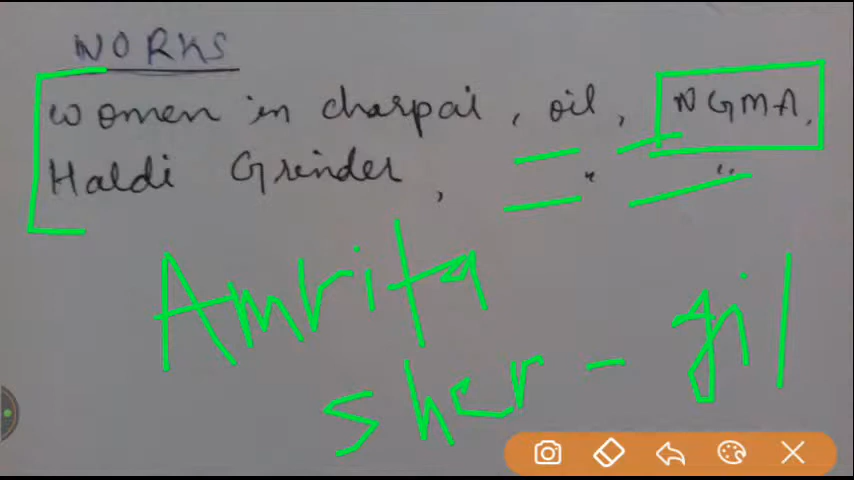 WORKS
Women in charpai, oil, NGMA,
Haldi Grinder, " "
Amrita
sher-gil